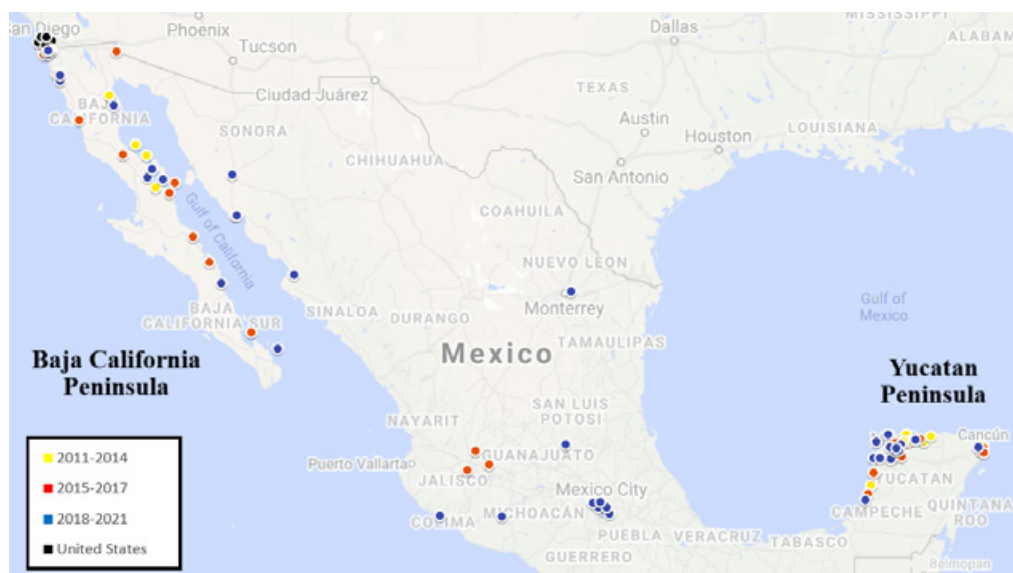 San Diego
Phoenix
Tucson
Dallas
MISSISSIPPI
ALABAM
Ciudad Juárez
TEXAS
BAJA
CALIFORNIA
SONORA
Austin
Houston
LOUISIANA
CHIHUAHUA
San Antonio
Gulf of California
COAHUILA
NUEVO LEON
Gulf of
Mexico
Monterrey
BAJA
CALIFORNIA SUR
SINALOA
DURANGO
TAMAULIPAS
Mexico
Baja California
Peninsula
Yucatan
Peninsula
SAN LUIS
POTOSI
NAYARIT
Cancún
Puerto Vallarta
GUANAJUATO
JALISCO
YUCATAN
Mexico City
COLIMA
MICHOACÁN
CAMPECHE
QUINTANA
ROO
PUEBLA
VERACRUZ
TABASCO
GUERRERO
Belmopan
2011-2014
2015-2017
2018-2021
United States